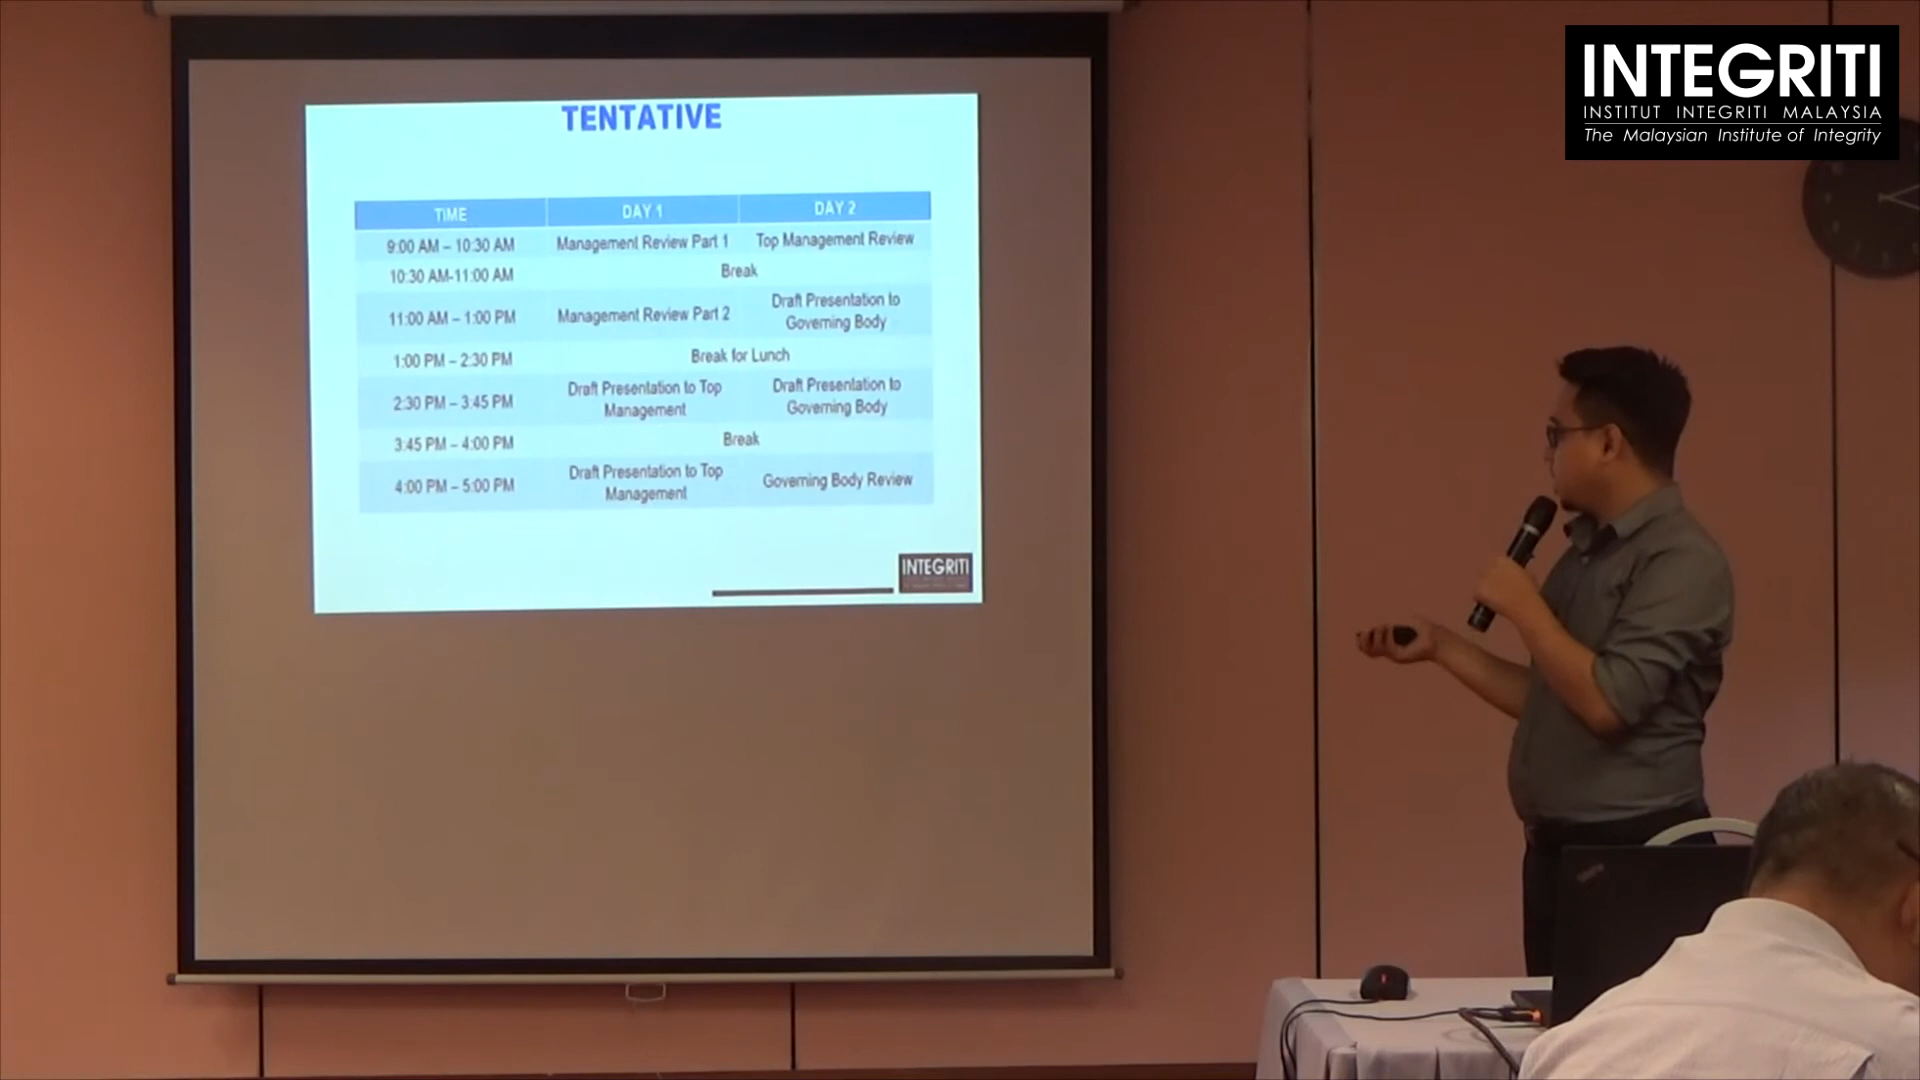 INTEGRITI
INSTITUT INTEGRITI MALAYSIA
The Malaysian Institute of Integrity
TENTATIVE
TIME DAY 1 DAY 2
9:00 AM – 10:30 AM Management Review Part 1 Top Management Review
10:30 AM-11:00 AM Break
11:00 AM – 1:00 PM Management Review Part 2 Draft Presentation to
Governing Body
1:00 PM – 2:30 PM Break for Lunch
2:30 PM – 3:45 PM Draft Presentation to Top
Management
Draft Presentation to
Governing Body
3:45 PM – 4:00 PM Break
4:00 PM – 5:00 PM Draft Presentation to Top
Management
Governing Body Review
INTEGRITI